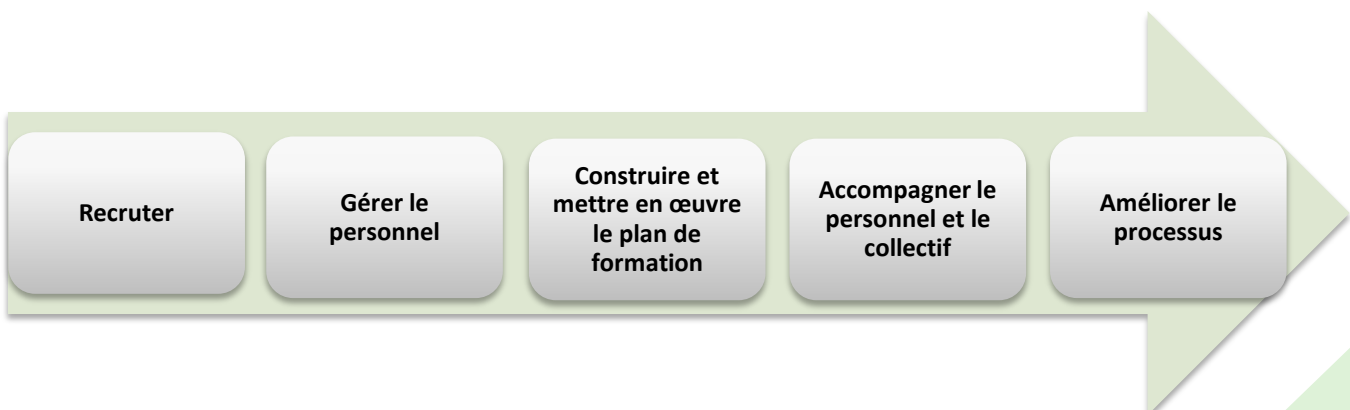 Recruter
Gérer le
personnel
Construire et
mettre en œuvre
le plan de
formation
Accompagner le
personnel et le
collectif
Améliorer le
processus